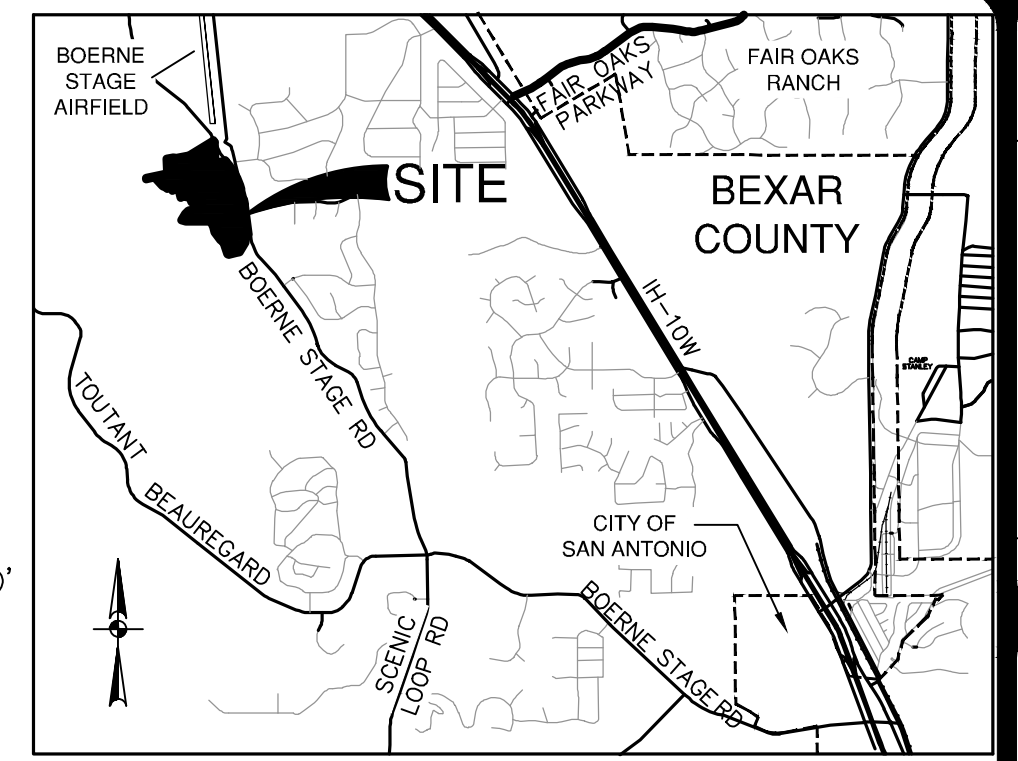 BOERNE
STAGE
AIRFIELD
FAIR OAKS
PARKWAY
FAIR OAKS
RANCH
SITE
BEXAR
COUNTY
BOERNE STAGE RD
IH-10W
CAMP
STANLEY
TOUTANT
BEAUREGARD
CITY OF
SAN ANTONIO
SCENIC
LOOP RD
BOERNE STAGE RD